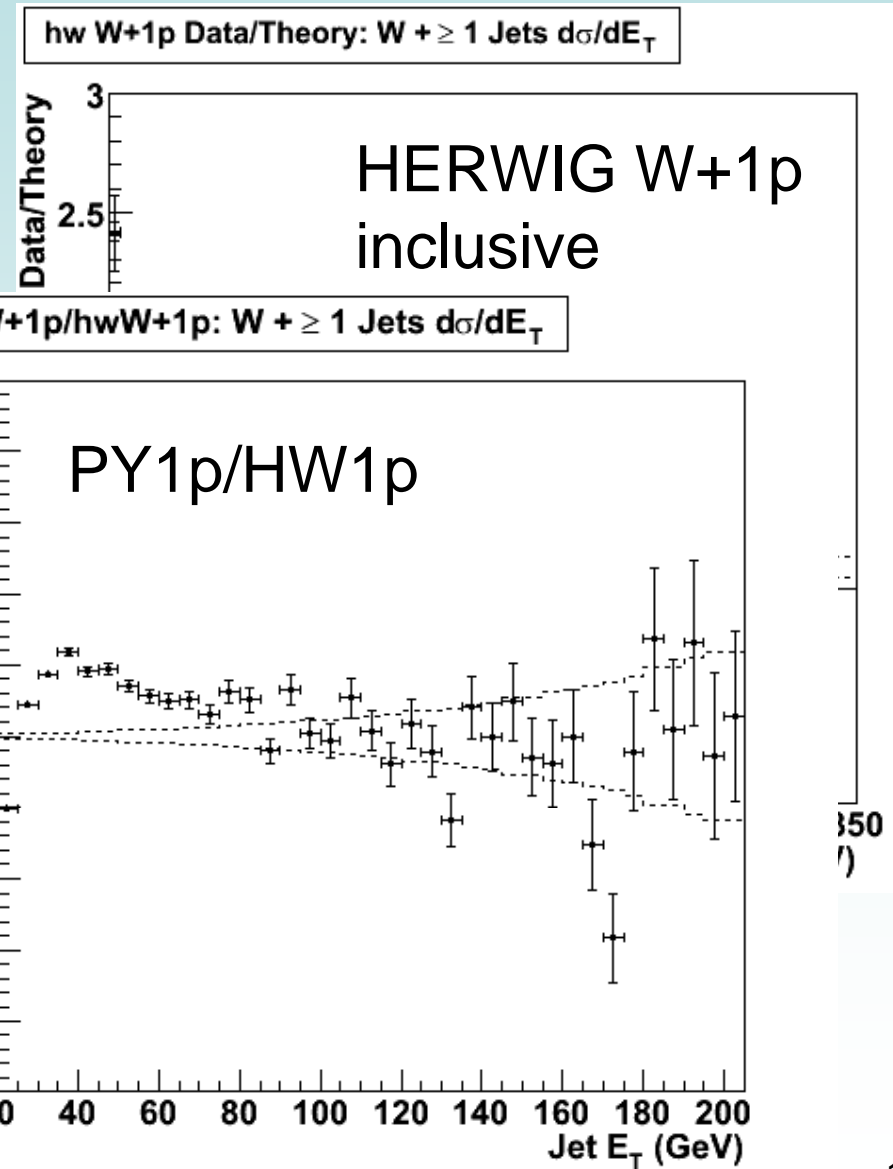 hw W+1p Data/Theory: W + ≥ 1 Jets dσ/dE_T
Data/Theory
3
2.5
HERWIG W+1p
inclusive
+1p/hwW+1p: W + ≥ 1 Jets dσ/dE_T
PY1p/HW1p
350
40 60 80 100 120 140 160 180 200
Jet E_T (GeV)